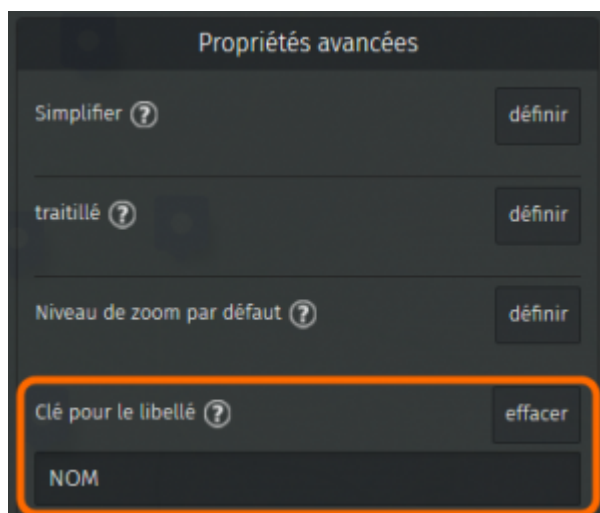 Propriétés avancées
Simplifier ? définir
traitillé ? définir
Niveau de zoom par défaut ? définir
Clé pour le libellé ? effacer
NOM